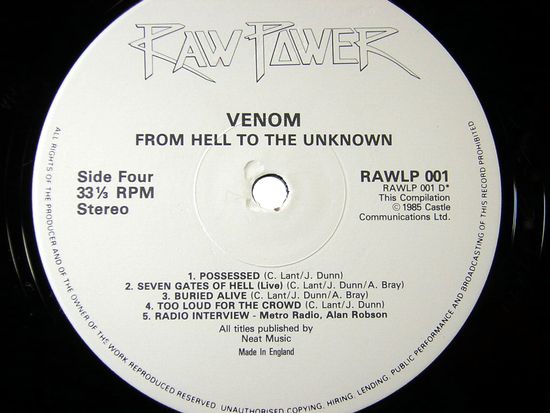 RAW POWER
VENOM
FROM HELL TO THE UNKNOWN
Side Four
33⅓ RPM
Stereo
RAWLP 001
RAWLP 001 D*
This Compilation
© 1985 Castle
Communications Ltd.
1. POSSESSED (C. Lant/J. Dunn)
2. SEVEN GATES OF HELL (Live) (C. Lant/J. Dunn/A. Bray)
3. BURIED ALIVE (C. Lant/J. Dunn/A. Bray)
4. TOO LOUD FOR THE CROWD (C. Lant/J. Dunn)
5. RADIO INTERVIEW - Metro Radio, Alan Robson
All titles published by
Neat Music
Made In England
ALL RIGHTS OF THE PRODUCER AND OF THE OWNER OF THE WORK REPRODUCED RESERVED. UNAUTHORISED COPYING, HIRING, LENDING, PUBLIC PERFORMANCE AND BROADCASTING OF THIS RECORD PROHIBITED